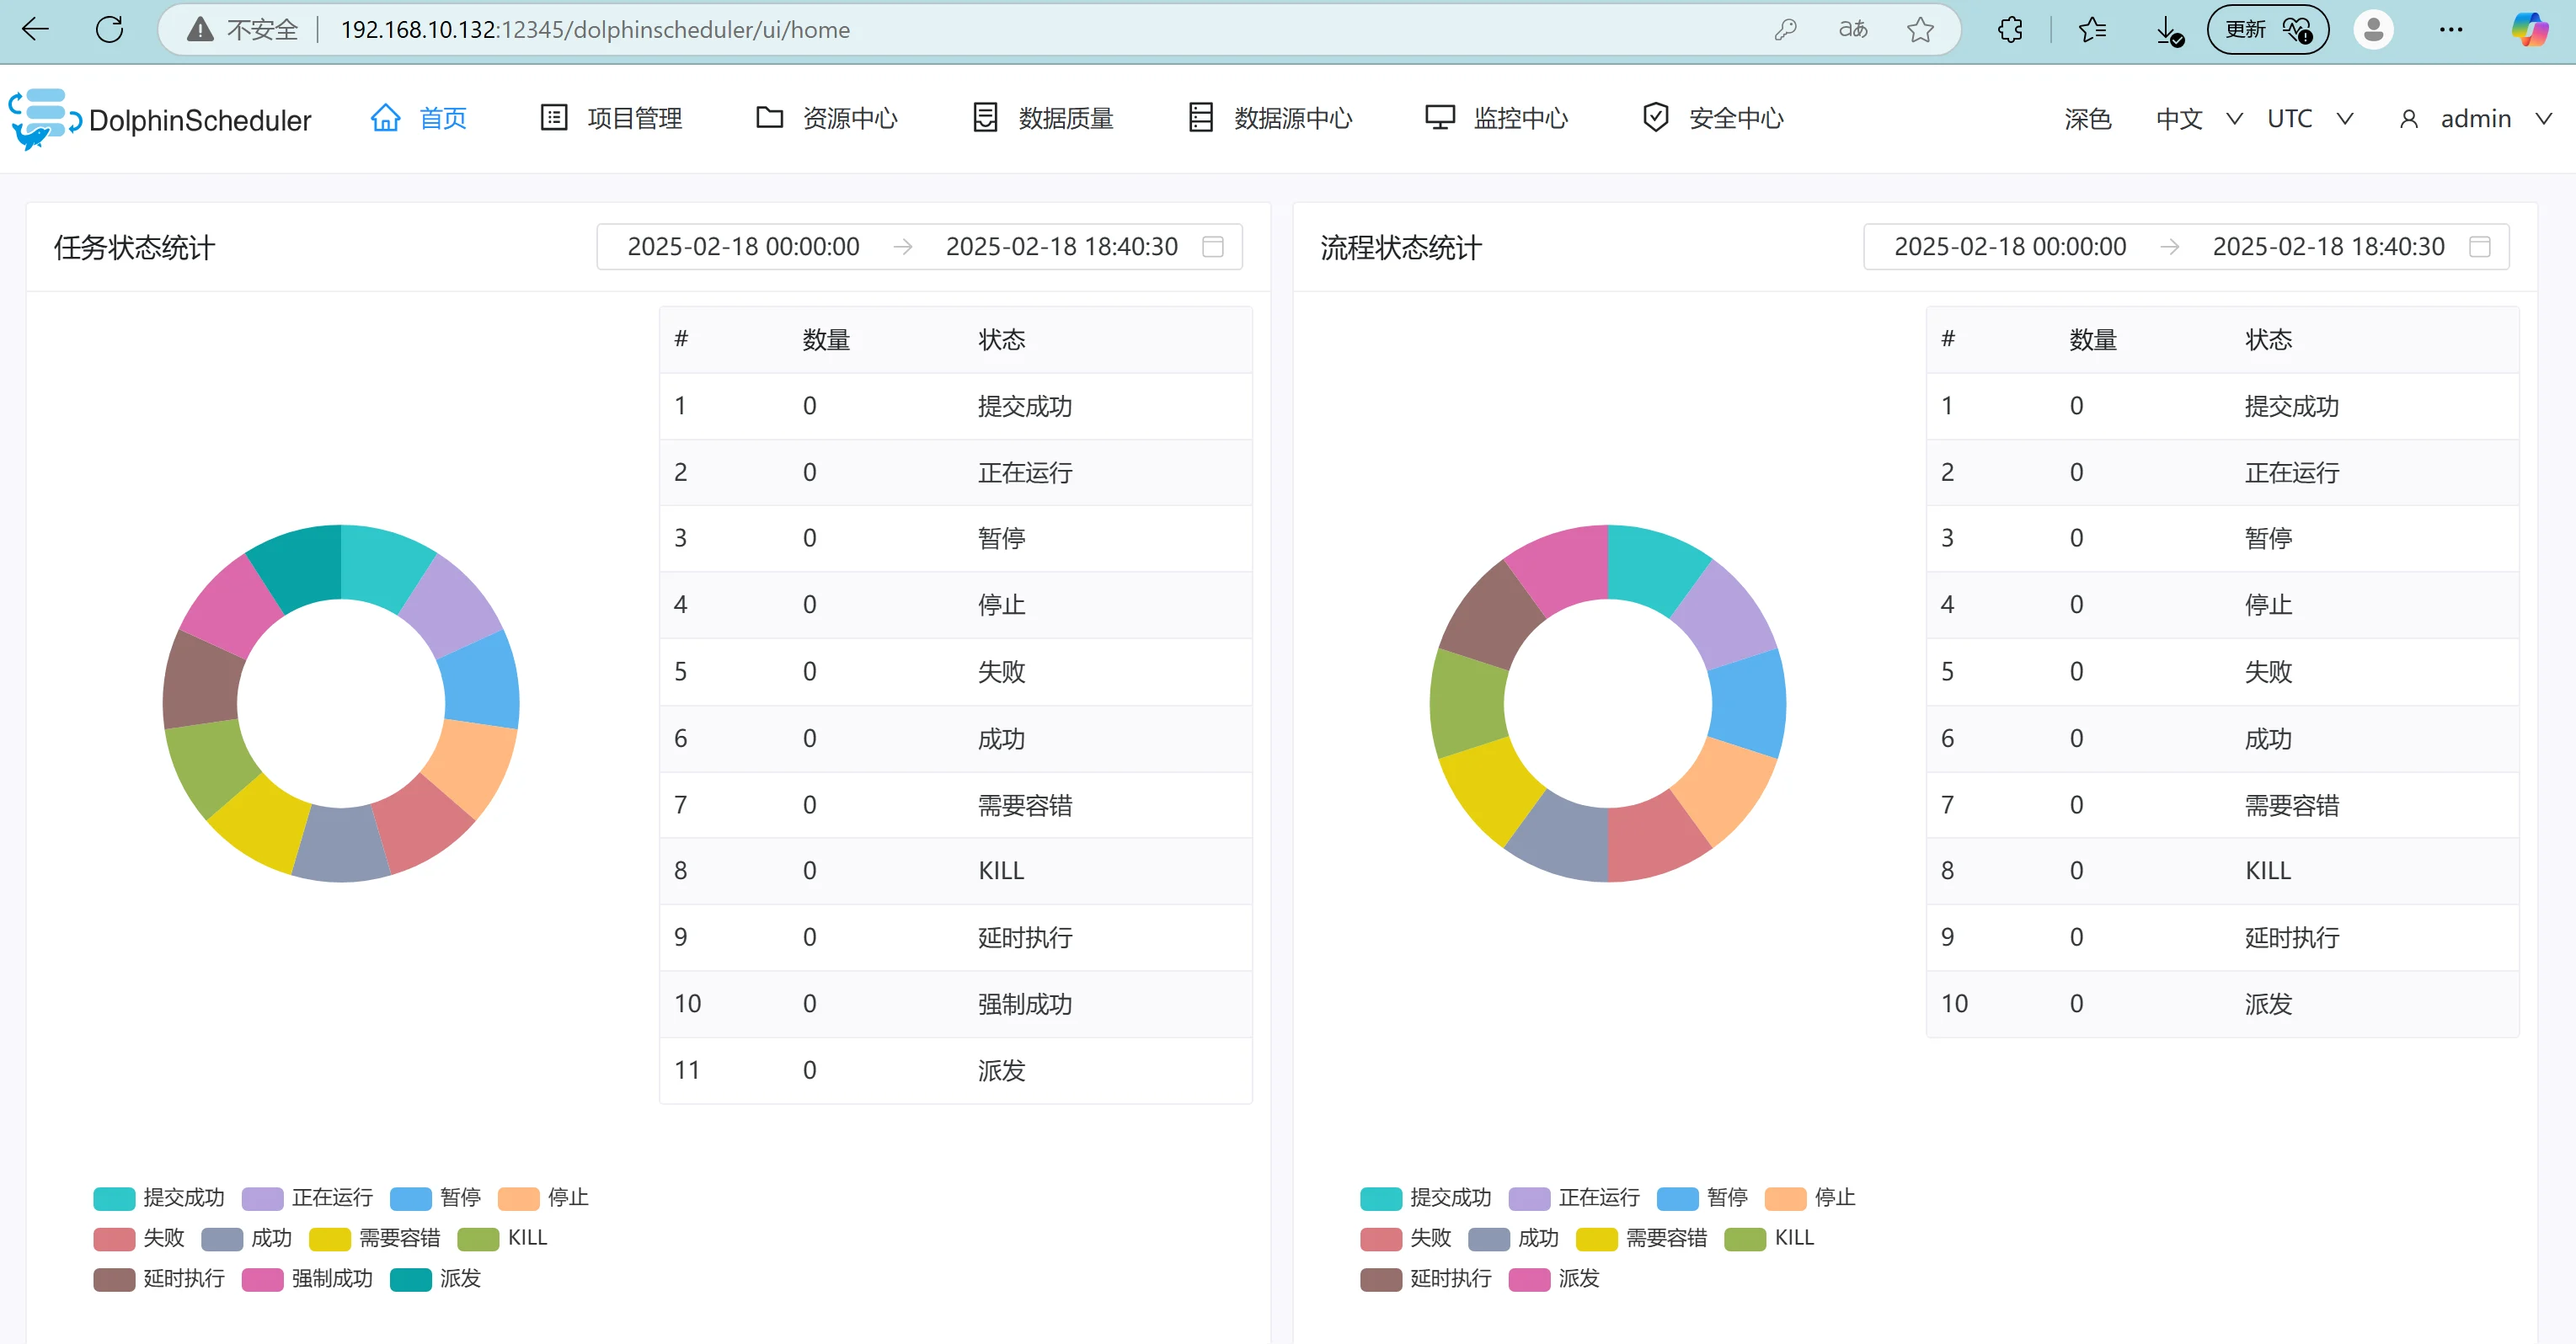 不安全 192.168.10.132:12345/dolphinscheduler/ui/home aあ 更新
DolphinScheduler 首页 项目管理 资源中心 数据质量 数据源中心 监控中心 安全中心 深色 中文 UTC admin
任务状态统计 2025-02-18 00:00:00 → 2025-02-18 18:40:30
# 数量 状态
1 0 提交成功
2 0 正在运行
3 0 暂停
4 0 停止
5 0 失败
6 0 成功
7 0 需要容错
8 0 KILL
9 0 延时执行
10 0 强制成功
11 0 派发
提交成功 正在运行 暂停 停止
失败 成功 需要容错 KILL
延时执行 强制成功 派发
流程状态统计 2025-02-18 00:00:00 → 2025-02-18 18:40:30
# 数量 状态
1 0 提交成功
2 0 正在运行
3 0 暂停
4 0 停止
5 0 失败
6 0 成功
7 0 需要容错
8 0 KILL
9 0 延时执行
10 0 派发
提交成功 正在运行 暂停 停止
失败 成功 需要容错 KILL
延时执行 派发